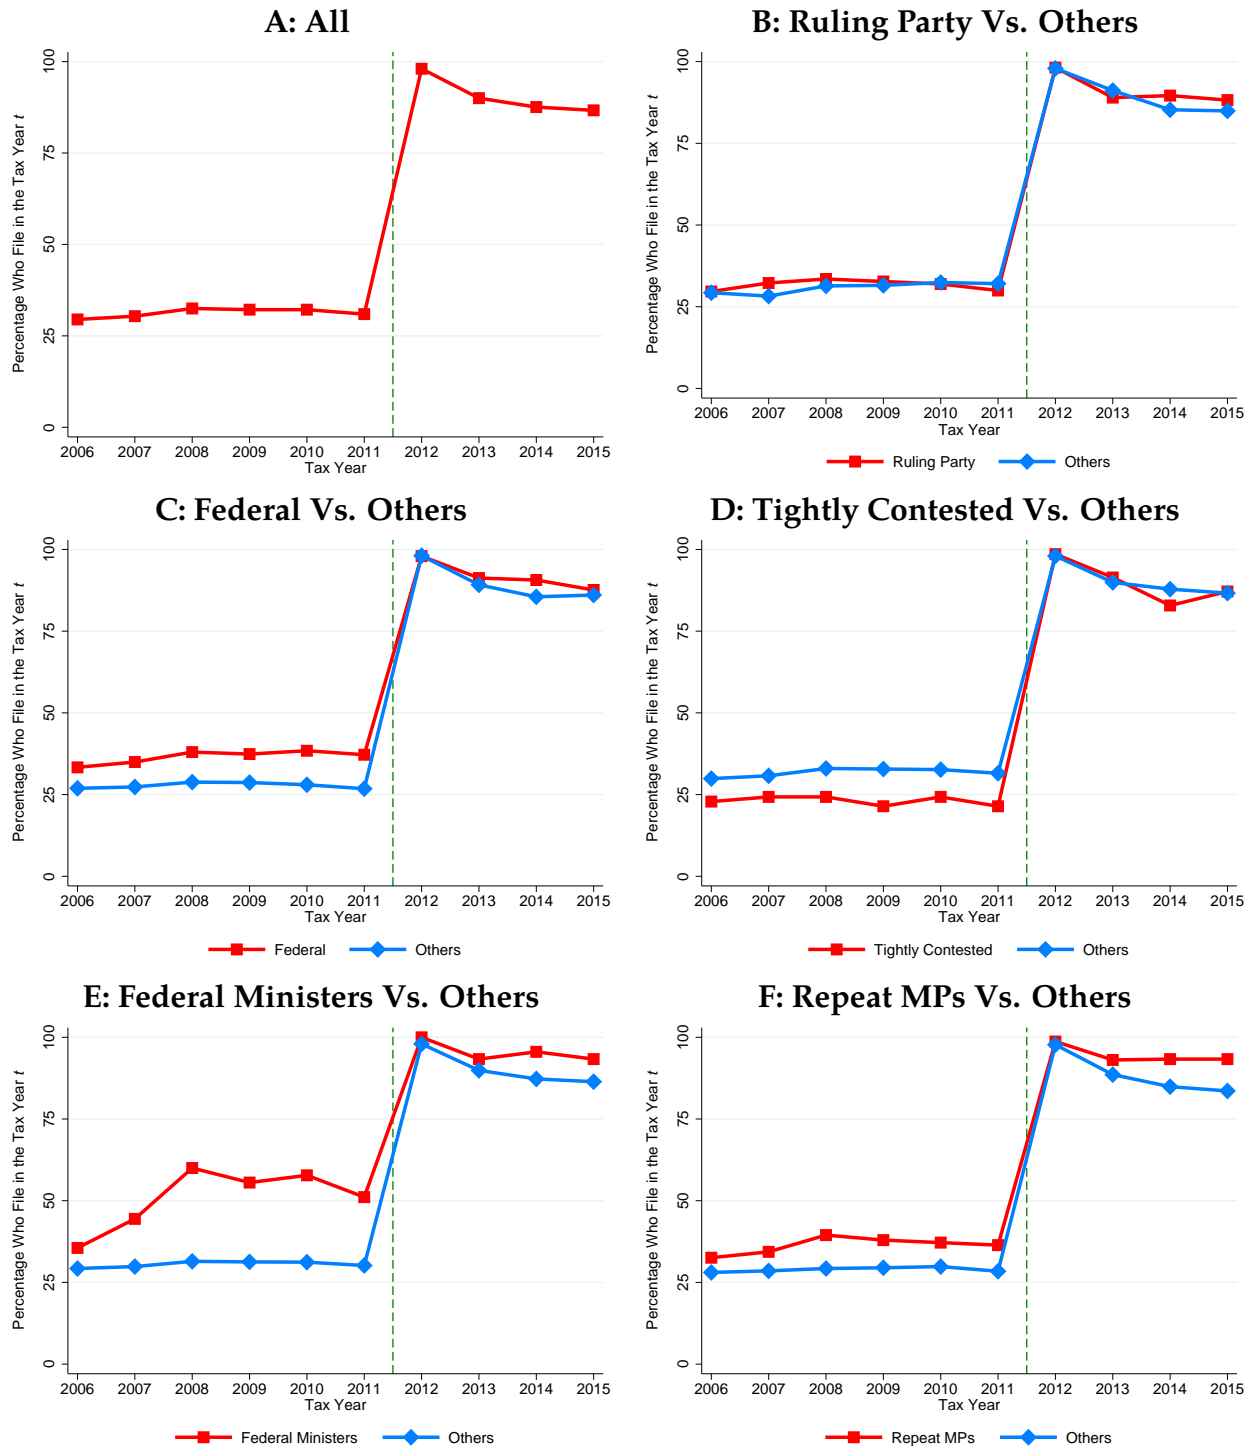 A: All
Percentage Who File in the Tax Year t
100
75
50
25
0
2006 2007 2008 2009 2010 2011 2012 2013 2014 2015
Tax Year
B: Ruling Party Vs. Others
Percentage Who File in the Tax Year t
100
75
50
25
0
2006 2007 2008 2009 2010 2011 2012 2013 2014 2015
Tax Year
Ruling Party Others
C: Federal Vs. Others
Percentage Who File in the Tax Year t
100
75
50
25
0
2006 2007 2008 2009 2010 2011 2012 2013 2014 2015
Tax Year
Federal Others
D: Tightly Contested Vs. Others
Percentage Who File in the Tax Year t
100
75
50
25
0
2006 2007 2008 2009 2010 2011 2012 2013 2014 2015
Tax Year
Tightly Contested Others
E: Federal Ministers Vs. Others
Percentage Who File in the Tax Year t
100
75
50
25
0
2006 2007 2008 2009 2010 2011 2012 2013 2014 2015
Tax Year
Federal Ministers Others
F: Repeat MPs Vs. Others
Percentage Who File in the Tax Year t
100
75
50
25
0
2006 2007 2008 2009 2010 2011 2012 2013 2014 2015
Tax Year
Repeat MPs Others